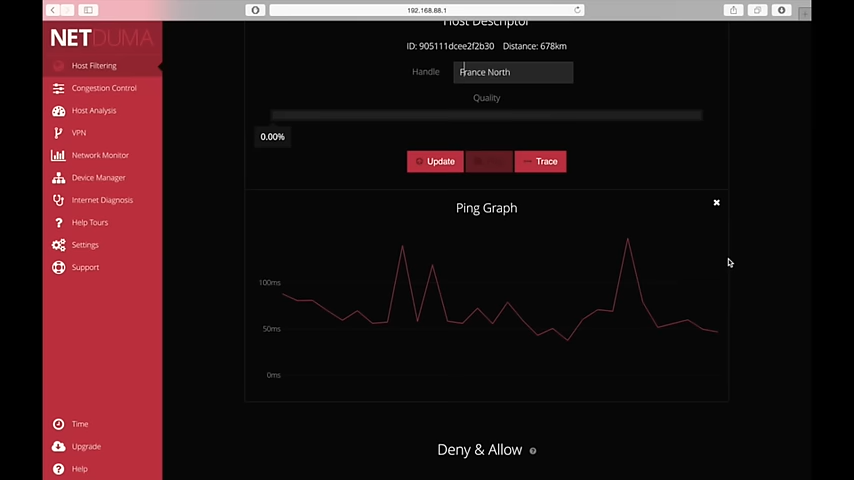 192.168.88.1
NETDUMA
Host Descriptor
ID: 905111dcee2f2b30 Distance: 678km
Handle France North
Quality
0.00%
Update Trace
Ping Graph
100ms
50ms
0ms
Deny & Allow
Host Filtering
Congestion Control
Host Analysis
VPN
Network Monitor
Device Manager
Internet Diagnosis
Help Tours
Settings
Support
Time
Upgrade
Help